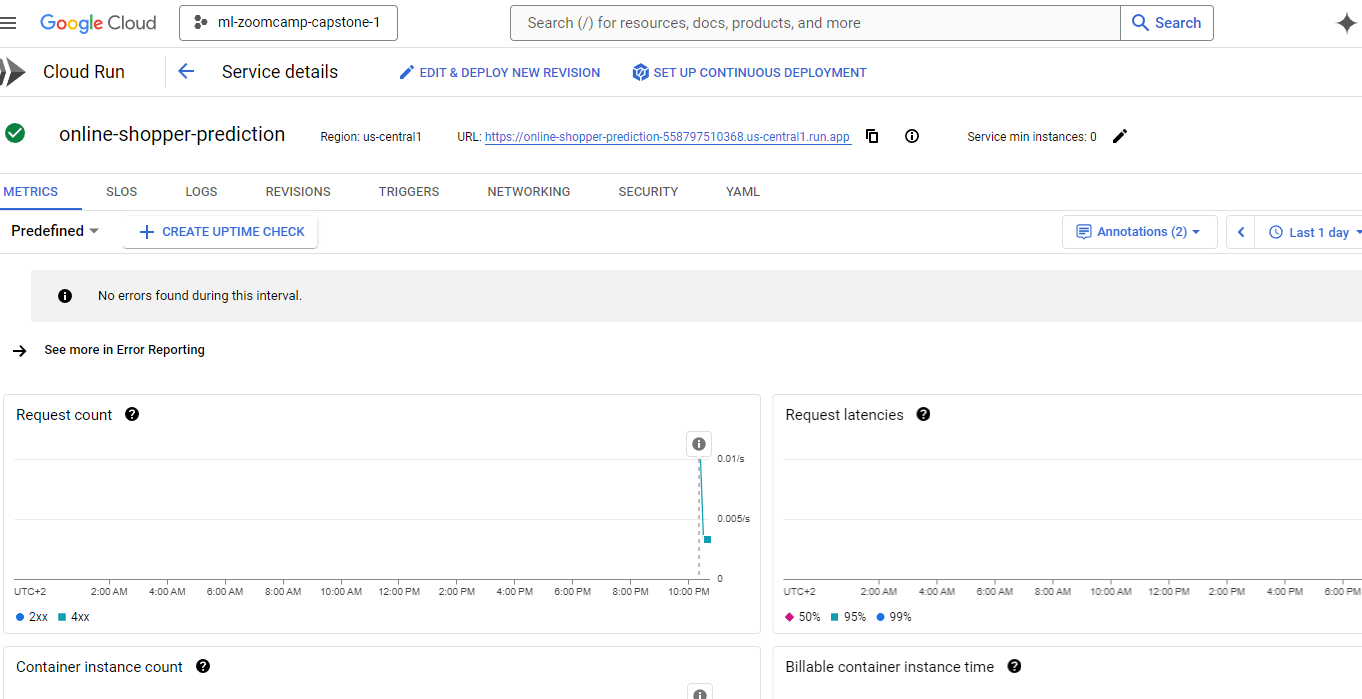 Google Cloud ml-zoomcamp-capstone-1 Search (/) for resources, docs, products, and more Search
Cloud Run Service details EDIT & DEPLOY NEW REVISION SET UP CONTINUOUS DEPLOYMENT
online-shopper-prediction Region: us-central1 URL: https://online-shopper-prediction-558797510368.us-central1.run.app Service min instances: 0
METRICS SLOS LOGS REVISIONS TRIGGERS NETWORKING SECURITY YAML
Predefined CREATE UPTIME CHECK Annotations (2) Last 1 day
No errors found during this interval.
See more in Error Reporting
Request count
0.01/s
0.005/s
0
UTC+2 2:00 AM 4:00 AM 6:00 AM 8:00 AM 10:00 AM 12:00 PM 2:00 PM 4:00 PM 6:00 PM 8:00 PM 10:00 PM
2xx 4xx
Request latencies
UTC+2 2:00 AM 4:00 AM 6:00 AM 8:00 AM 10:00 AM 12:00 PM 2:00 PM 4:00 PM 6:00 PM
50% 95% 99%
Container instance count
Billable container instance time